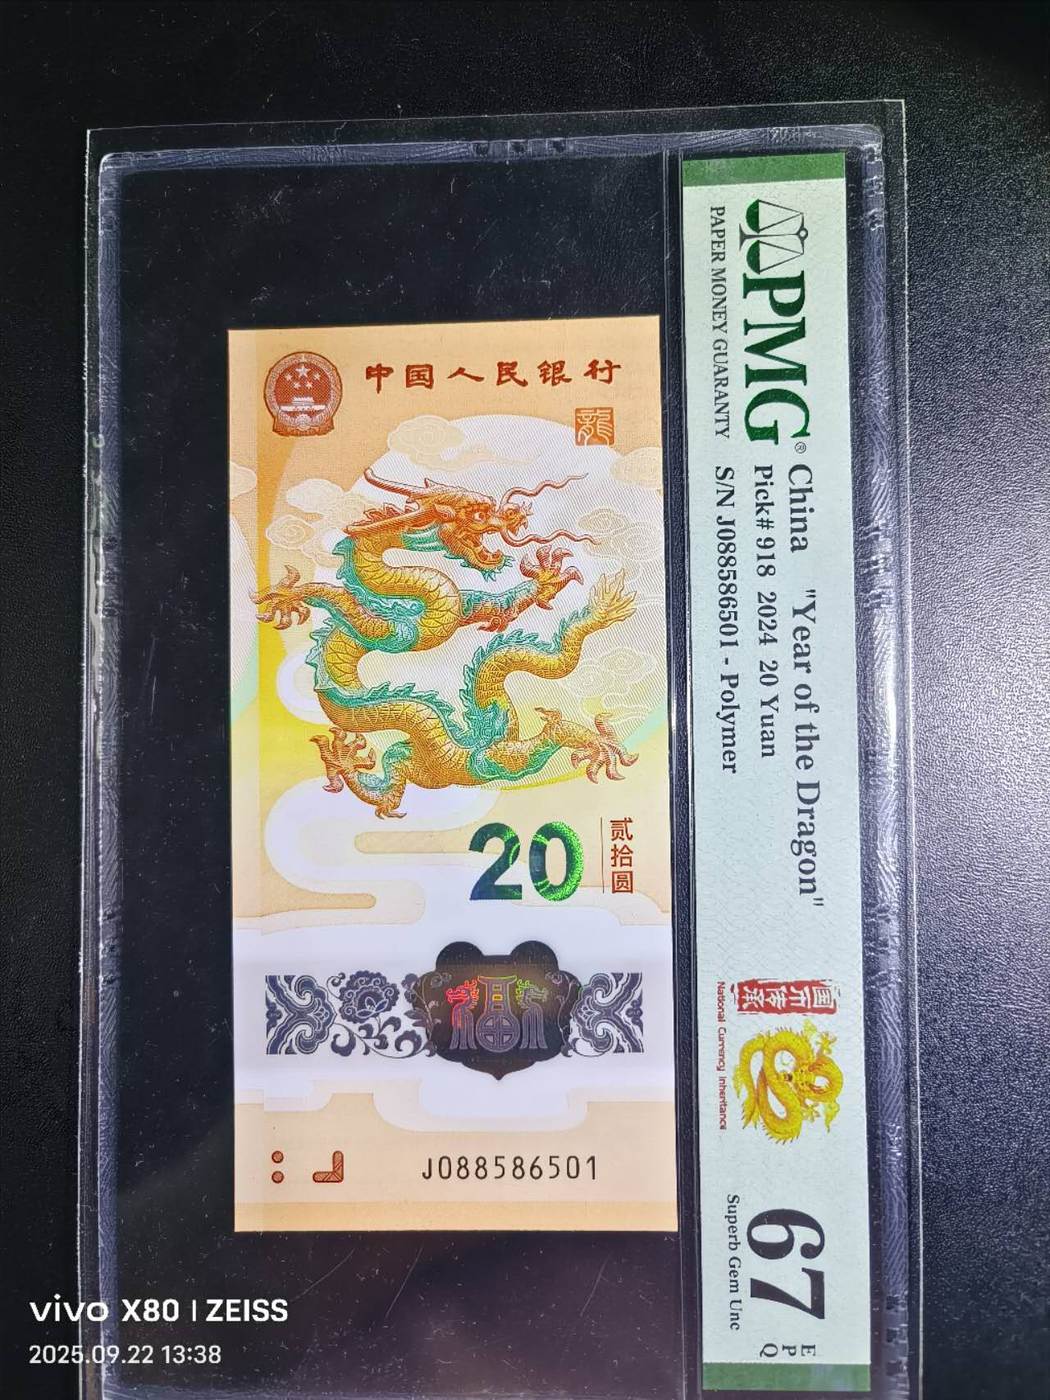 中国人民银行
龍
20
贰拾圆
福
J088586501
PMG®
PAPER MONEY GUARANTY
China "Year of the Dragon"
Pick# 918 2024 20 Yuan
S/N J088586501 - Polymer
国币传承
National Currency Inheritance
67
EPQ
Superb Gem Unc
vivo X80 | ZEISS
2025.09.22 13:38